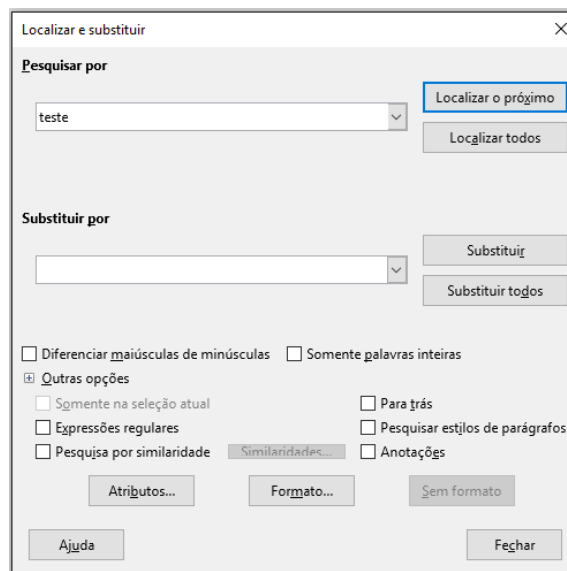 Localizar e substituir
Pesquisar por
teste
Localizar o próximo
Localizar todos
Substituir por
Substituir
Substituir todos
Diferenciar maiúsculas de minúsculas Somente palavras inteiras
Outras opções
Somente na seleção atual Para trás
Expressões regulares Pesquisar estilos de parágrafos
Pesquisa por similaridade Similaridades... Anotações
Atributos... Formato... Sem formato
Ajuda Fechar